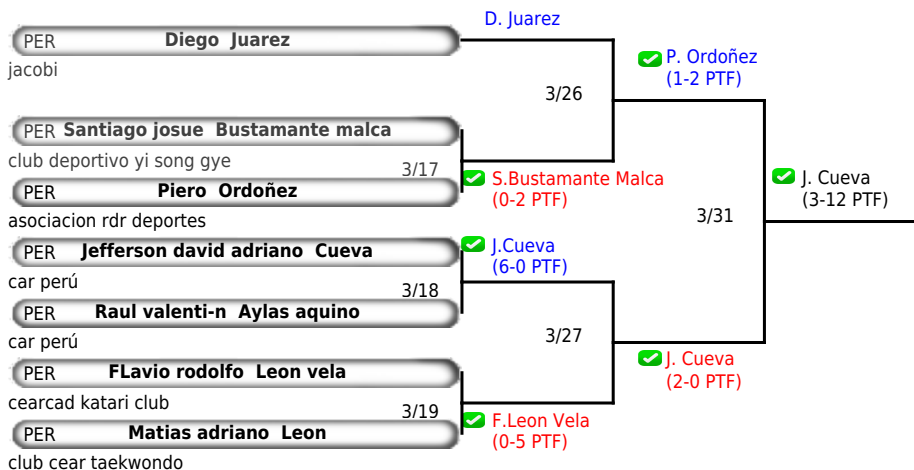 D. Juarez
PER Diego Juarez
jacobi
P. Ordoñez
(1-2 PTF)
3/26
PER Santiago josue Bustamante malca
club deportivo yi song gye
3/17
S.Bustamante Malca
(0-2 PTF)
J. Cueva
(3-12 PTF)
PER Piero Ordoñez
asociacion rdr deportes
3/31
PER Jefferson david adriano Cueva
J.Cueva
(6-0 PTF)
car perú
3/18
PER Raul valenti-n Aylas aquino
car perú
3/27
J. Cueva
(2-0 PTF)
PER FLavio rodolfo Leon vela
cearcad katari club
3/19
F.Leon Vela
(0-5 PTF)
PER Matias adriano Leon
club cear taekwondo